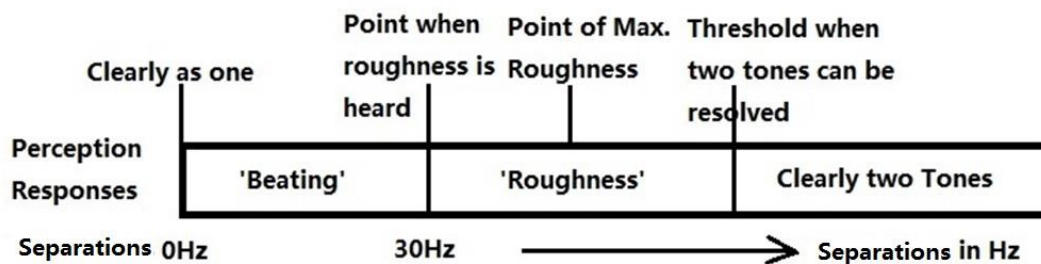 Clearly as one
Point when
roughness is
heard
Point of Max.
Roughness
Threshold when
two tones can be
resolved
Perception
Responses
'Beating'
'Roughness'
Clearly two Tones
Separations 0Hz
30Hz
Separations in Hz